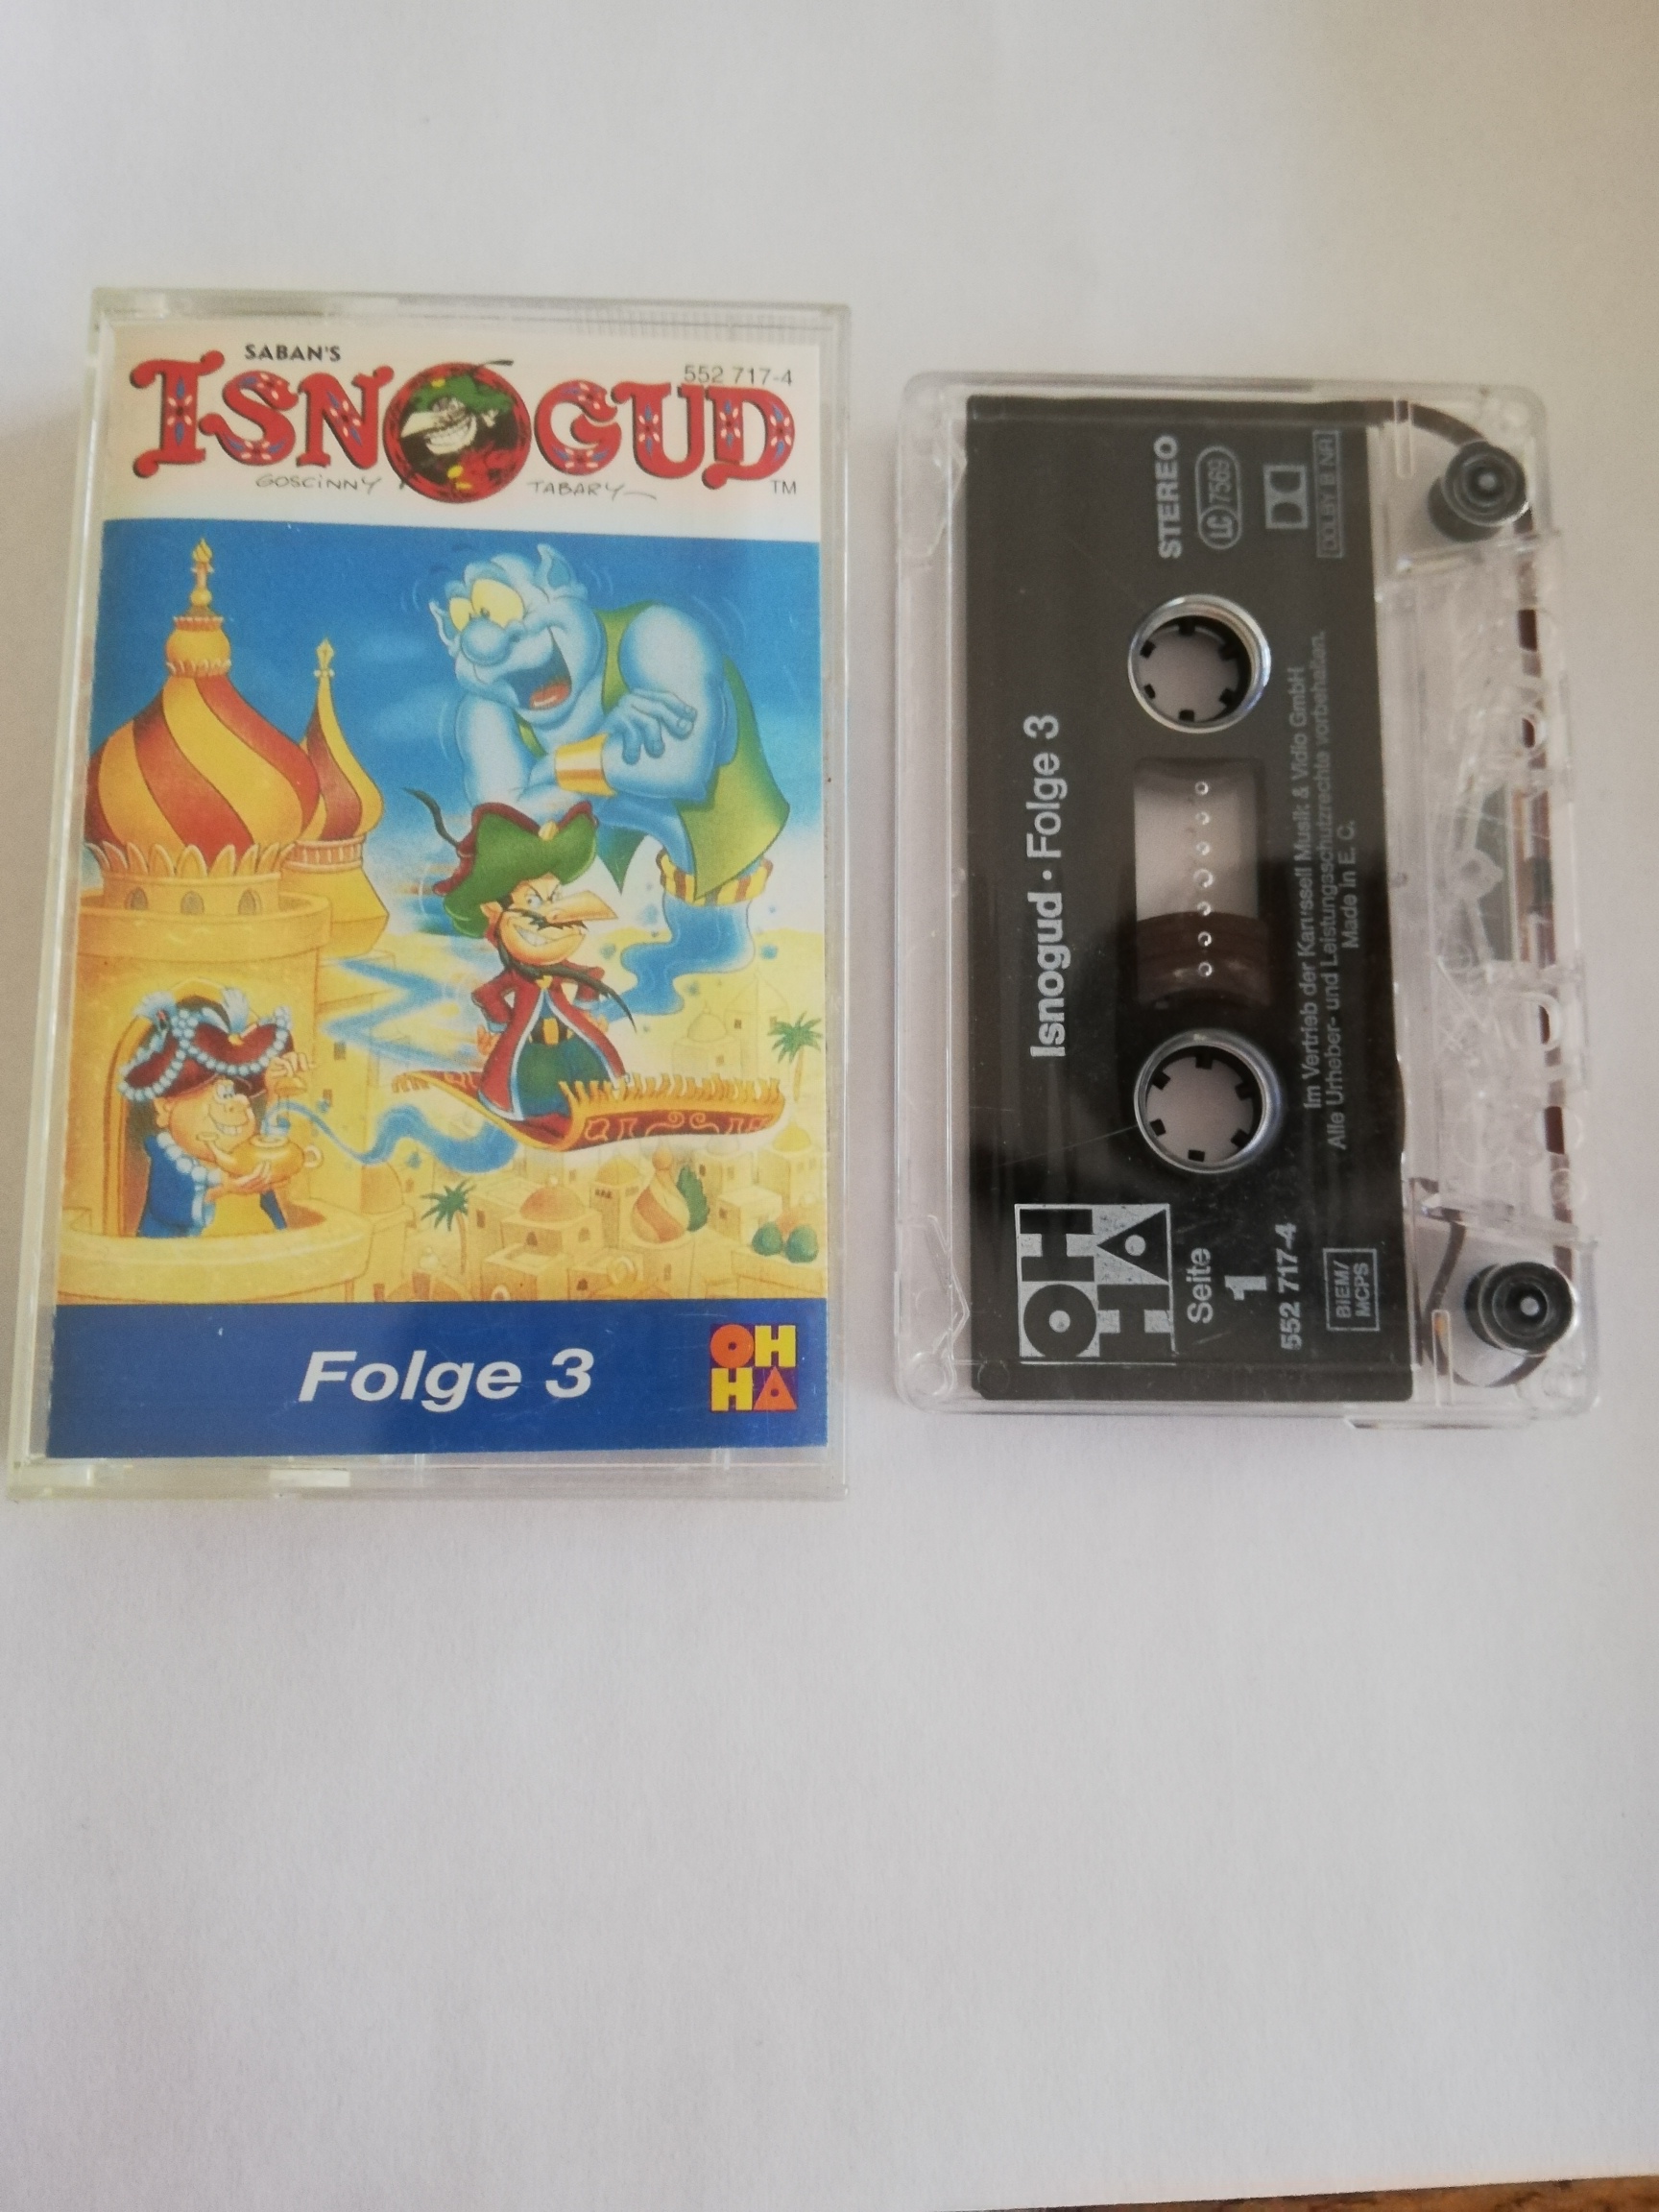 SABAN'S
552 717-4
ISNOGUD
GOSCINNY
TABARY
TM
Folge 3
OH
HA
Isnogud · Folge 3
OH
HA
Seite
1
552 717-4
BIEM/
MCPS
STEREO
LC 7569
DOLBY B NR
Im Vertrieb der Karussell Musik & Vidio GmbH
Alle Urheber- und Leistungsschutzrechte vorbehalten.
Made in E. C.